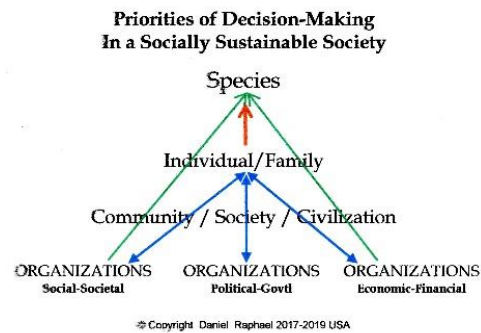 Priorities of Decision-Making
In a Socially Sustainable Society
Species
Individual/Family
Community / Society / Civilization
ORGANIZATIONS ORGANIZATIONS ORGANIZATIONS
Social-Societal Political-Govtl Economic-Financial
© Copyright Daniel Raphael 2017-2019 USA